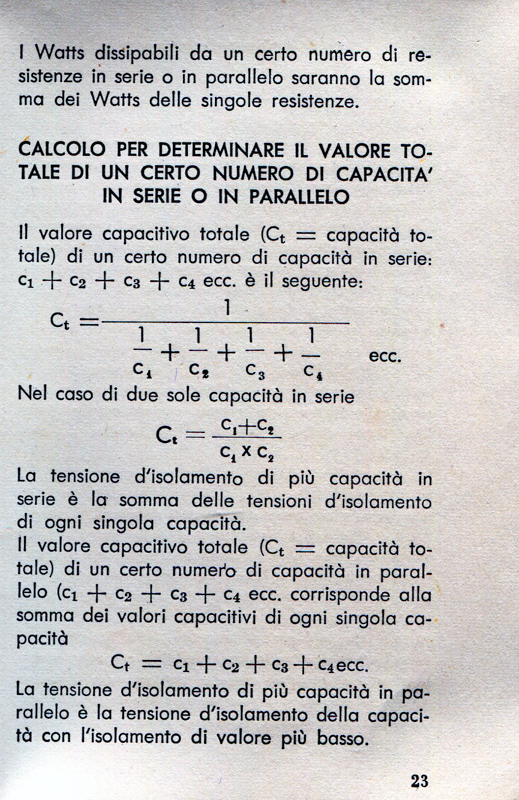 I Watts dissipabili da un certo numero di re-
sistenze in serie o in parallelo saranno la som-
ma dei Watts delle singole resistenze.
CALCOLO PER DETERMINARE IL VALORE TO-
TALE DI UN CERTO NUMERO DI CAPACITA'
IN SERIE O IN PARALLELO
Il valore capacitivo totale (Ct = capacità to-
tale) di un certo numero di capacità in serie:
c1 + c2 + c3 + c4 ecc. è il seguente:
1
Ct =
1 1 1 1
— + — + — + — ecc.
C1 C2 C3 C4
Nel caso di due sole capacità in serie
C1+C2
Ct =
C1 X C2
La tensione d'isolamento di più capacità in
serie è la somma delle tensioni d'isolamento
di ogni singola capacità.
Il valore capacitivo totale (Ct = capacità to-
tale) di un certo numero di capacità in paral-
lelo (c1 + c2 + c3 + c4 ecc. corrisponde alla
somma dei valori capacitivi di ogni singola ca-
pacità
Ct = c1 + c2 + c3 + c4 ecc.
La tensione d'isolamento di più capacità in pa-
rallelo è la tensione d'isolamento della capaci-
tà con l'isolamento di valore più basso.
23